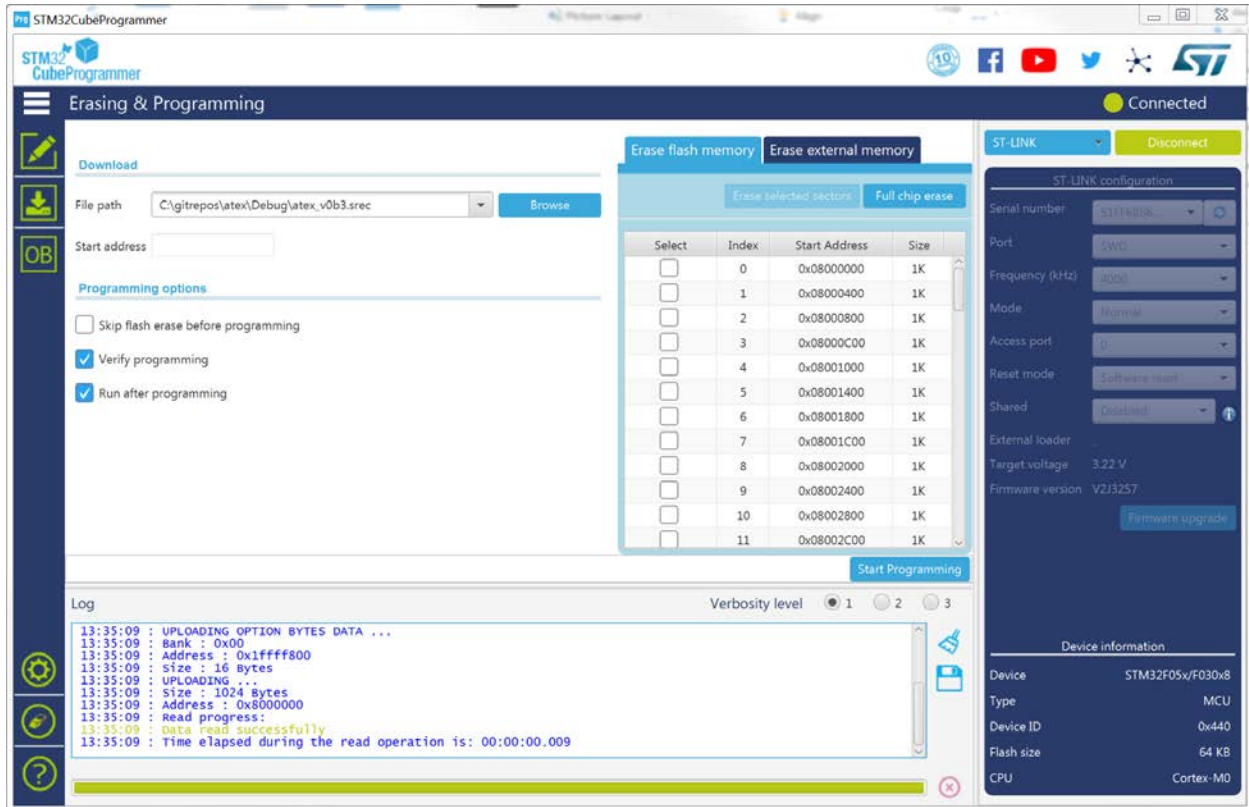 Pro STM32CubeProgrammer
STM32
CubeProgrammer
10
ST
Erasing & Programming
Connected
Download
File path C:\gitrepos\atex\Debug\atex_v0b3.srec Browse
Start address
Programming options
Skip flash erase before programming
Verify programming
Run after programming
OB
Erase flash memory Erase external memory
Erase selected sectors Full chip erase
Select Index Start Address Size
0 0x08000000 1K
1 0x08000400 1K
2 0x08000800 1K
3 0x08000C00 1K
4 0x08001000 1K
5 0x08001400 1K
6 0x08001800 1K
7 0x08001C00 1K
8 0x08002000 1K
9 0x08002400 1K
10 0x08002800 1K
11 0x08002C00 1K
Start Programming
Log Verbosity level 1 2 3
13:35:09 : UPLOADING OPTION BYTES DATA ...
13:35:09 : Bank : 0x00
13:35:09 : Address : 0x1ffff800
13:35:09 : Size : 16 Bytes
13:35:09 : UPLOADING ...
13:35:09 : Size : 1024 Bytes
13:35:09 : Address : 0x8000000
13:35:09 : Read progress:
13:35:09 : Data read successfully
13:35:09 : Time elapsed during the read operation is: 00:00:00.009
ST-LINK Disconnect
ST-LINK configuration
Serial number
Port SWD
Frequency (kHz) 4000
Mode Normal
Access port 0
Reset mode Software reset
Shared Disabled
External loader _
Target voltage 3.22 V
Firmware version V2J32S7
Firmware upgrade
Device information
Device STM32F05x/F030x8
Type MCU
Device ID 0x440
Flash size 64 KB
CPU Cortex-M0